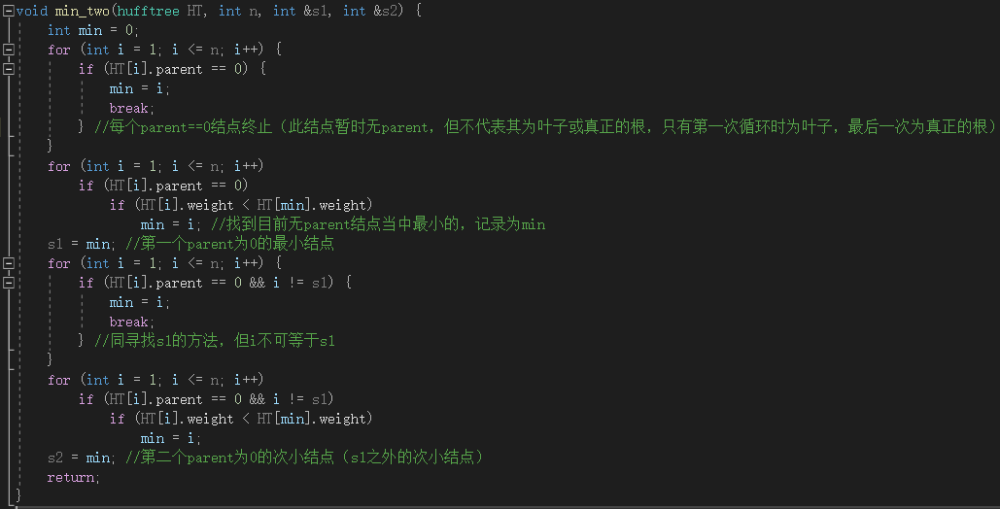 void min_two(hufftree HT, int n, int &s1, int &s2) {
    int min = 0;
    for (int i = 1; i <= n; i++) {
        if (HT[i].parent == 0) {
            min = i;
            break;
        } //每个parent==0结点终止（此结点暂时无parent，但不代表其为叶子或真正的根，只有第一次循环时为叶子，最后一次为真正的根）
    }
    for (int i = 1; i <= n; i++)
        if (HT[i].parent == 0)
            if (HT[i].weight < HT[min].weight)
                min = i; //找到目前无parent结点当中最小的，记录为min
    s1 = min; //第一个parent为0的最小结点
    for (int i = 1; i <= n; i++) {
        if (HT[i].parent == 0 && i != s1) {
            min = i;
            break;
        } //同寻找s1的方法，但i不可等于s1
    }
    for (int i = 1; i <= n; i++)
        if (HT[i].parent == 0 && i != s1)
            if (HT[i].weight < HT[min].weight)
                min = i;
    s2 = min; //第二个parent为0的次小结点（s1之外的次小结点）
    return;
}